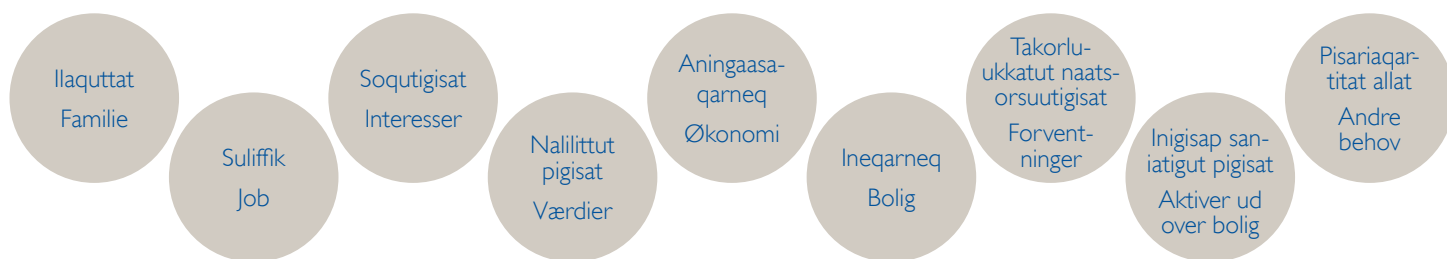 Ilaquttat
Familie
Suliffik
Job
Soqutigisat
Interesser
Nalilittut
pigisat
Værdier
Aningaasa-
qarneq
Økonomi
Ineqarneq
Bolig
Takorlu-
ukkatut naats-
orsuutigisat
Forvent-
ninger
Inigisap san-
iatigut pigisat
Aktiver ud
over bolig
Pisariaqar-
titat allat
Andre
behov